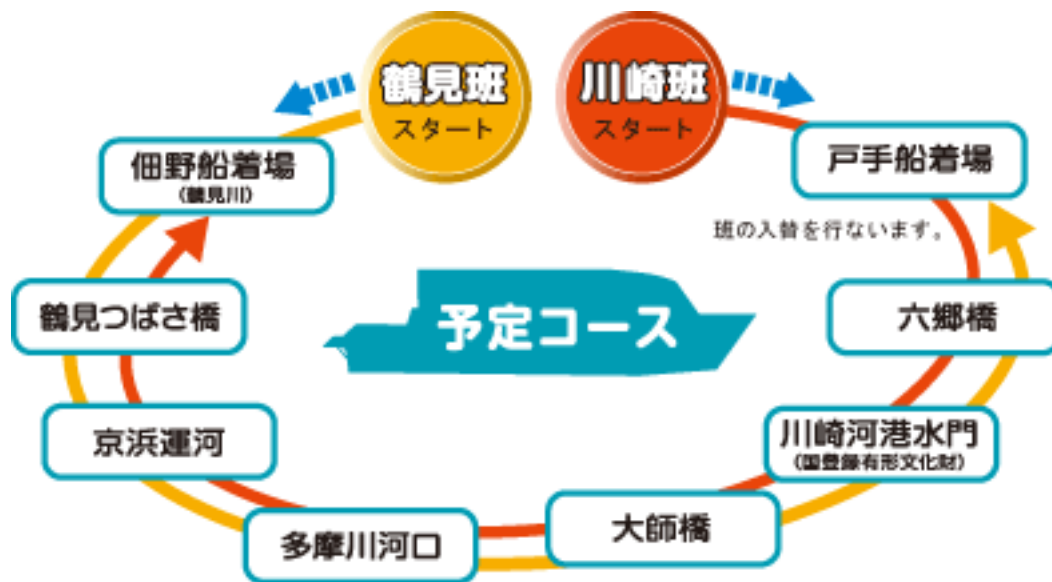 鶴見班
スタート
川崎班
スタート
佃野船着場
(鶴見川)
戸手船着場
班の入替を行ないます。
鶴見つばさ橋
予定コース
六郷橋
京浜運河
川崎河港水門
(国登録有形文化財)
多摩川河口
大師橋